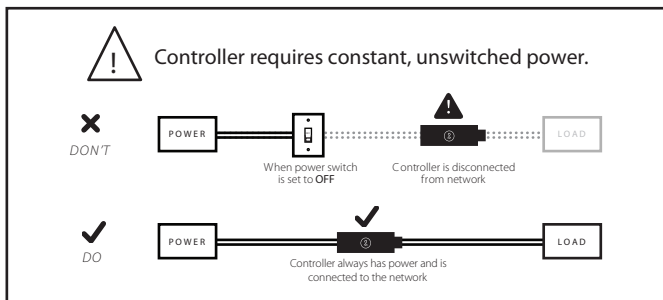 !
Controller requires constant, unswitched power.
DON'T
POWER
!
LOAD
When power switch
is set to OFF
Controller is disconnected
from network
DO
POWER
LOAD
Controller always has power and is
connected to the network